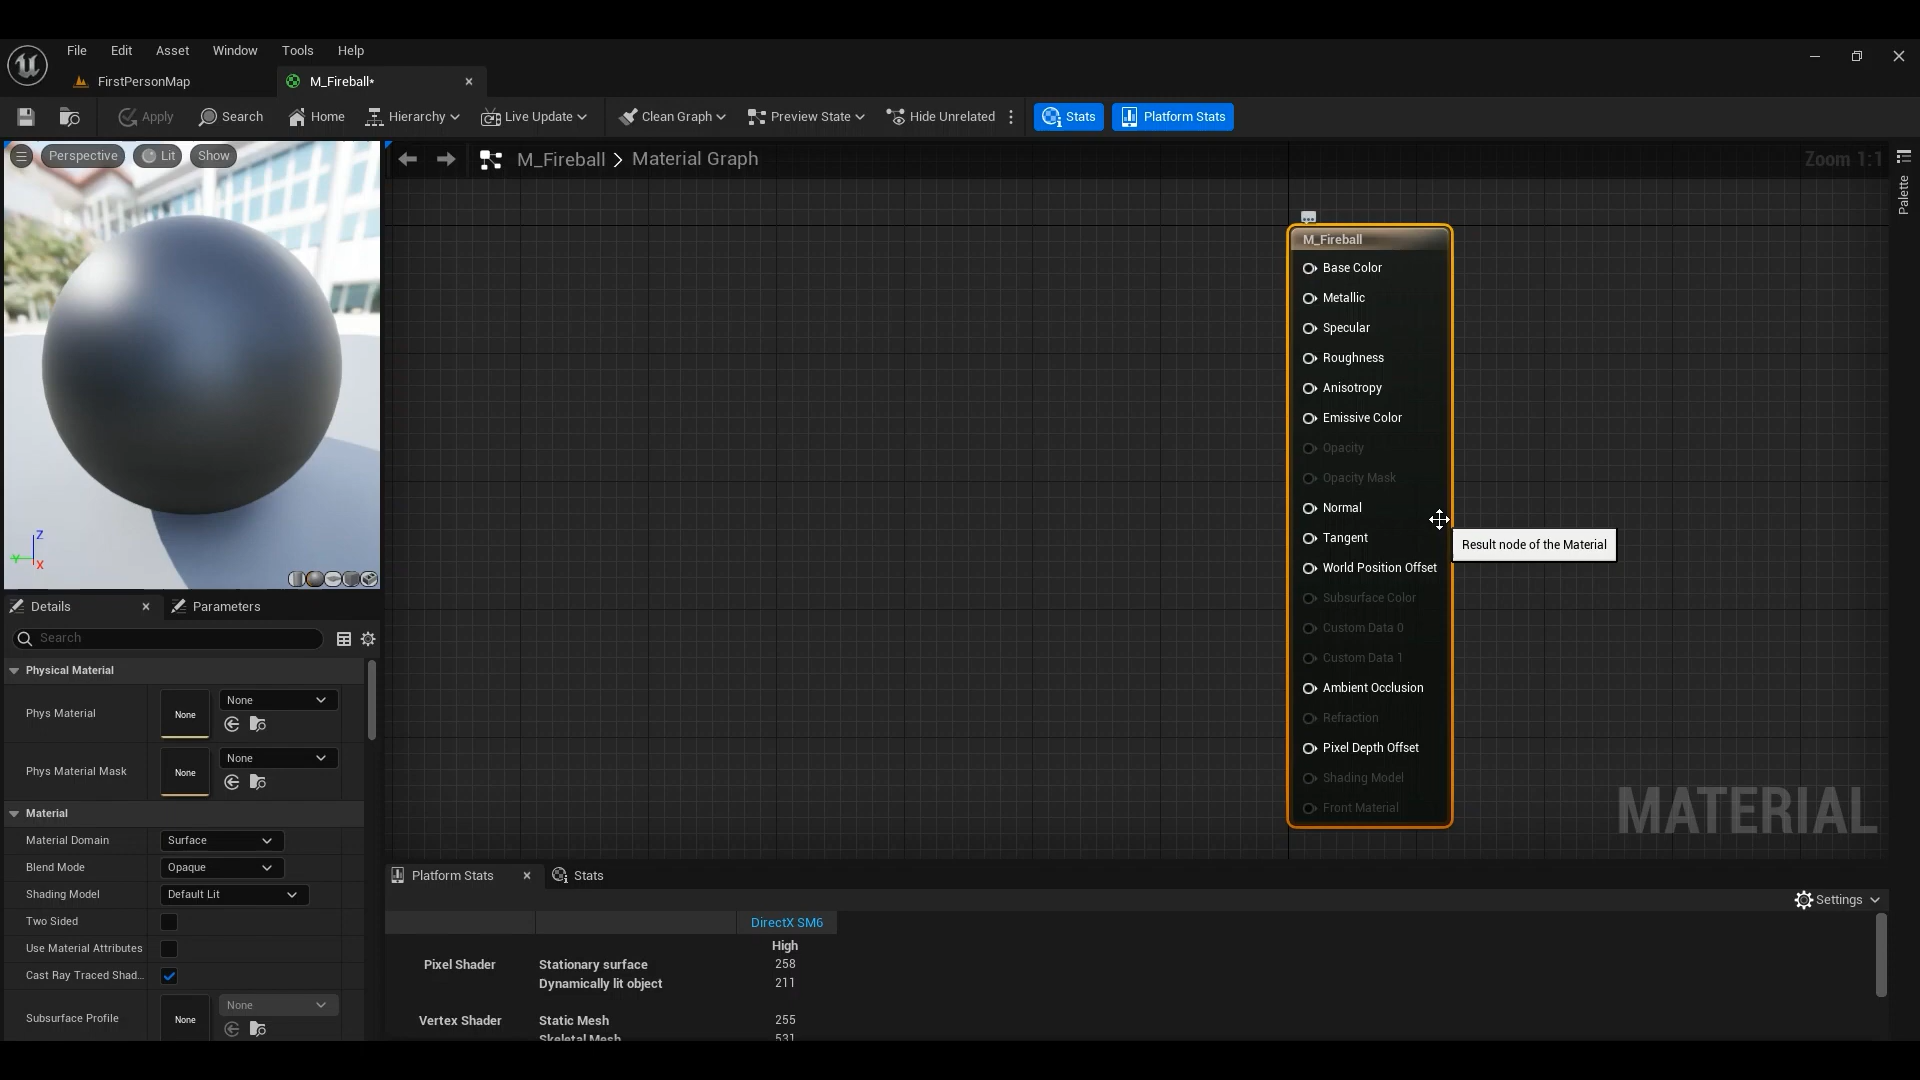 File Edit Asset Window Tools Help
FirstPersonMap
M_Fireball*
Apply Search Home Hierarchy Live Update Clean Graph Preview State Hide Unrelated Stats Platform Stats
Perspective Lit Show
M_Fireball > Material Graph
Zoom 1:1
Palette
M_Fireball
Base Color
Metallic
Specular
Roughness
Anisotropy
Emissive Color
Opacity
Opacity Mask
Normal
Tangent
World Position Offset
Subsurface Color
Custom Data 0
Custom Data 1
Ambient Occlusion
Refraction
Pixel Depth Offset
Shading Model
Front Material
Result node of the Material
MATERIAL
Z
Y
X
Details Parameters
Search
Physical Material
Phys Material None None
Phys Material Mask None None
Material
Material Domain Surface
Blend Mode Opaque
Shading Model Default Lit
Two Sided
Use Material Attributes
Cast Ray Traced Shad...
Subsurface Profile None None
Platform Stats Stats
Settings
DirectX SM6
High
Pixel Shader Stationary surface 258
Dynamically lit object 211
Vertex Shader Static Mesh 255
Skeletal Mesh 531